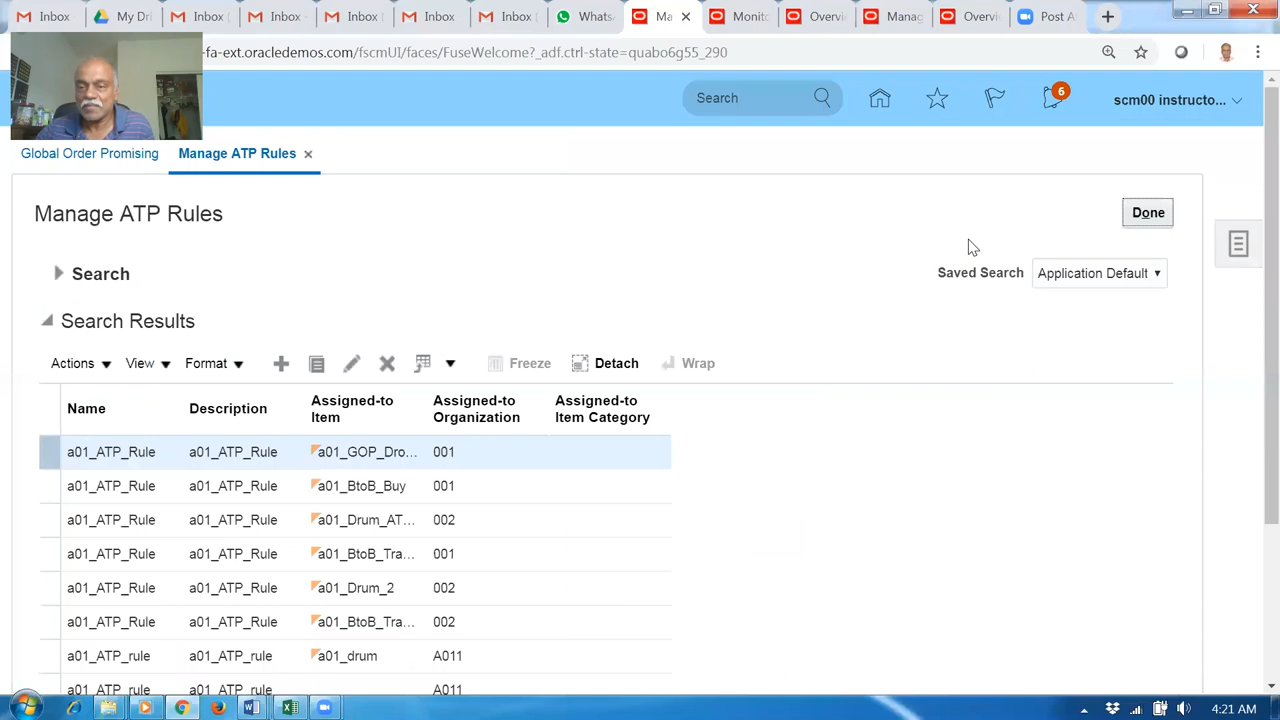 Inbox
My Dri
Inbox (
Inbox -
Inbox (
Inbox
Inbox (
Whats
Ma
Monito
Overvi
Manag
Overvi
Post A
-fa-ext.oracledemos.com/fscmUI/faces/FuseWelcome?_adf.ctrl-state=quabo6g55_290
Search
6
scm00 instructo...
Global Order Promising
Manage ATP Rules
Manage ATP Rules
Done
Search
Saved Search
Application Default
Search Results
Actions
View
Format
Freeze
Detach
Wrap
Name
Description
Assigned-to Item
Assigned-to Organization
Assigned-to Item Category
a01_ATP_Rule a01_ATP_Rule a01_GOP_Dro... 001
a01_ATP_Rule a01_ATP_Rule a01_BtoB_Buy 001
a01_ATP_Rule a01_ATP_Rule a01_Drum_AT... 002
a01_ATP_Rule a01_ATP_Rule a01_BtoB_Tra... 001
a01_ATP_Rule a01_ATP_Rule a01_Drum_2 002
a01_ATP_Rule a01_ATP_Rule a01_BtoB_Tra... 002
a01_ATP_rule a01_ATP_rule a01_drum A011
a01_ATP_rule a01_ATP_rule A011
4:21 AM